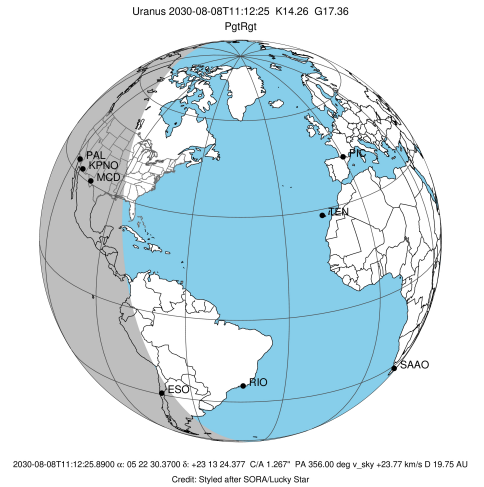 Uranus 2030-08-08T11:12:25 K14.26 G17.36
PgtRgt
PAL
KPNO
MCD
PIC
TEN
SAAO
RIO
ESO
2030-08-08T11:12:25.8900 α: 05 22 30.3700 δ: +23 13 24.377 C/A 1.267" PA 356.00 deg v_sky +23.77 km/s D 19.75 AU
Credit: Styled after SORA/Lucky Star